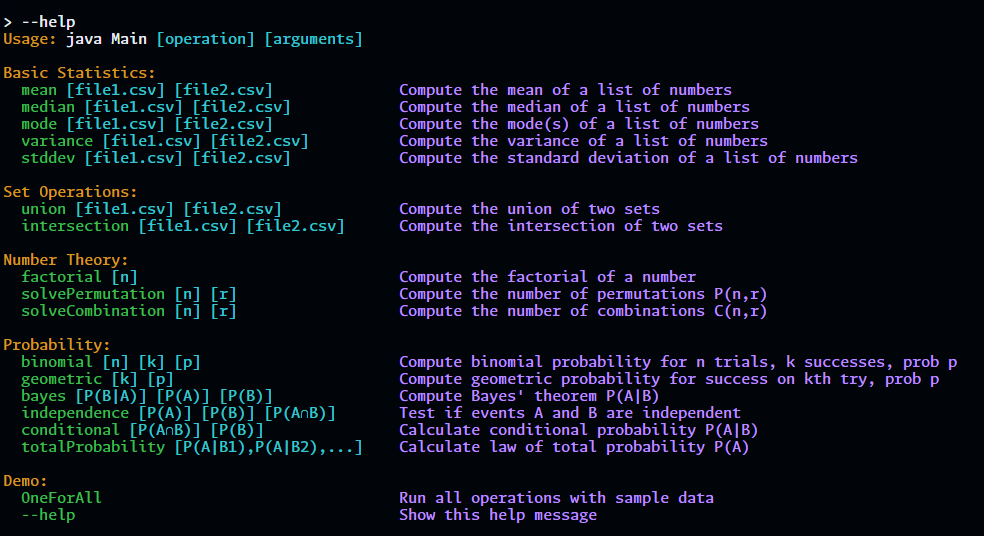 > --help
Usage: java Main [operation] [arguments]
Basic Statistics:
mean [file1.csv] [file2.csv] Compute the mean of a list of numbers
median [file1.csv] [file2.csv] Compute the median of a list of numbers
mode [file1.csv] [file2.csv] Compute the mode(s) of a list of numbers
variance [file1.csv] [file2.csv] Compute the variance of a list of numbers
stddev [file1.csv] [file2.csv] Compute the standard deviation of a list of numbers
Set Operations:
union [file1.csv] [file2.csv] Compute the union of two sets
intersection [file1.csv] [file2.csv] Compute the intersection of two sets
Number Theory:
factorial [n] Compute the factorial of a number
solvePermutation [n] [r] Compute the number of permutations P(n,r)
solveCombination [n] [r] Compute the number of combinations C(n,r)
Probability:
binomial [n] [k] [p] Compute binomial probability for n trials, k successes, prob p
geometric [k] [p] Compute geometric probability for success on kth try, prob p
bayes [P(B|A)] [P(A)] [P(B)] Compute Bayes' theorem P(A|B)
independence [P(A)] [P(B)] [P(A∩B)] Test if events A and B are independent
conditional [P(A∩B)] [P(B)] Calculate conditional probability P(A|B)
totalProbability [P(A|B1),P(A|B2),...] Calculate law of total probability P(A)
Demo:
OneForAll Run all operations with sample data
--help Show this help message